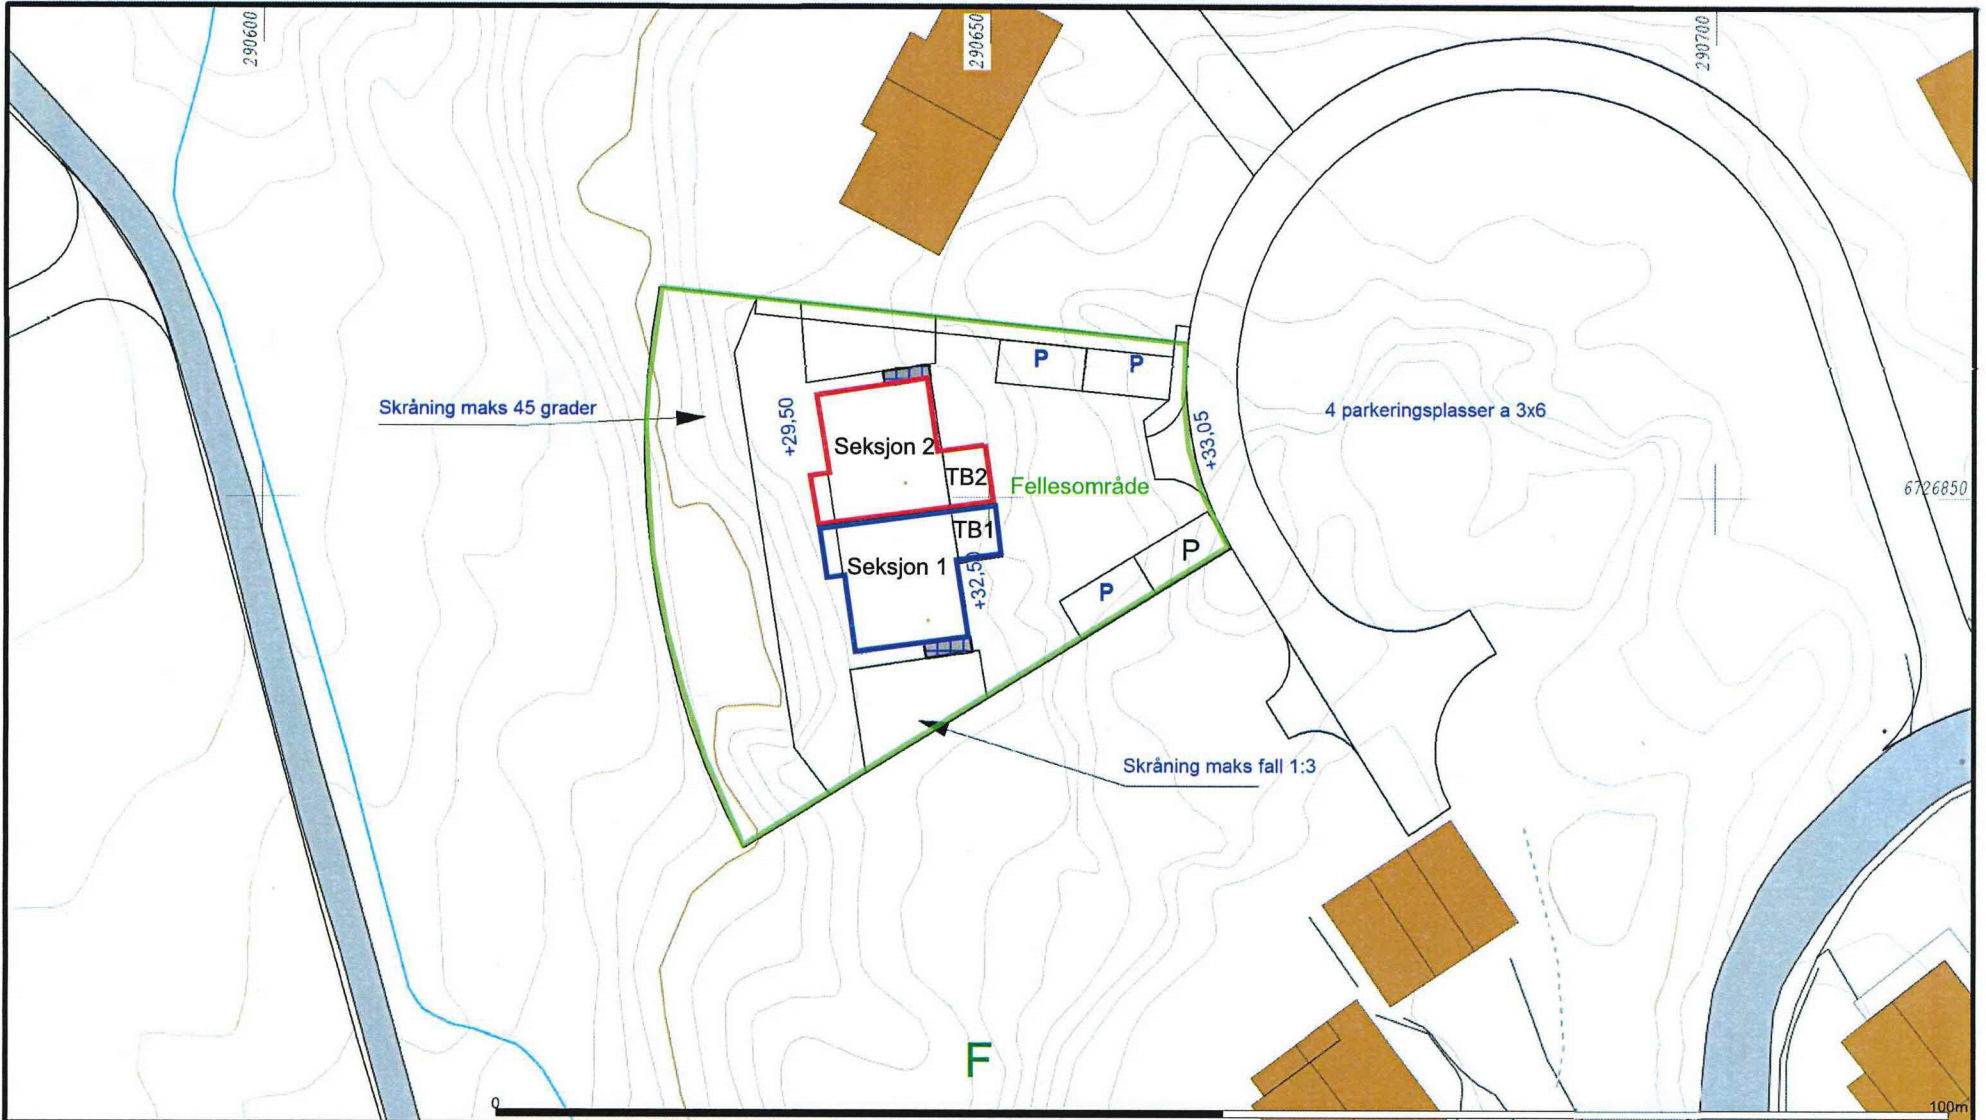 290600
290650
290700
P
P
Skråning maks 45 grader
+29,50
4 parkeringsplasser a 3x6
+33,05
Seksjon 2
TB2
Fellesområde
6726850
TB1
P
Seksjon 1
+32,5
P
Skråning maks fall 1:3
F
0
100m